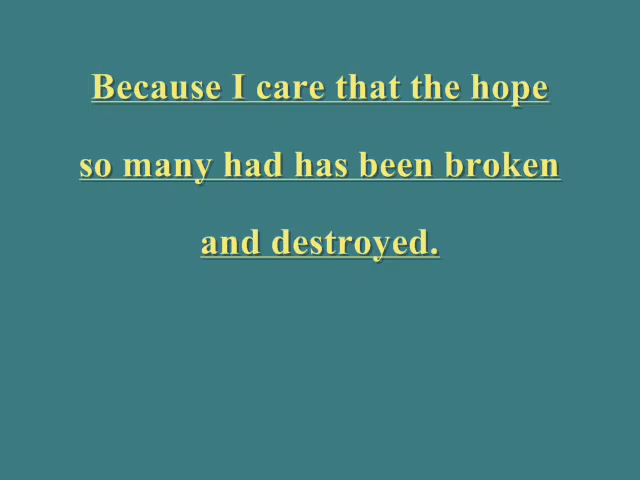 Because I care that the hope
so many had has been broken
and destroyed.